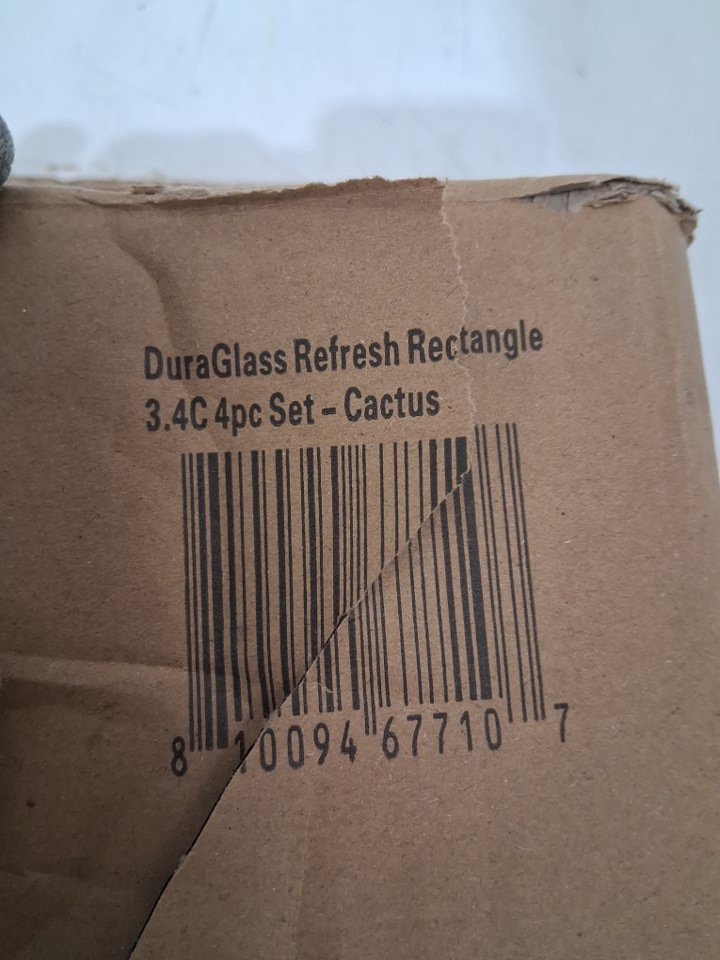 DuraGlass Refresh Rectangle
3.4C 4pc Set - Cactus
8 10094 67710 7